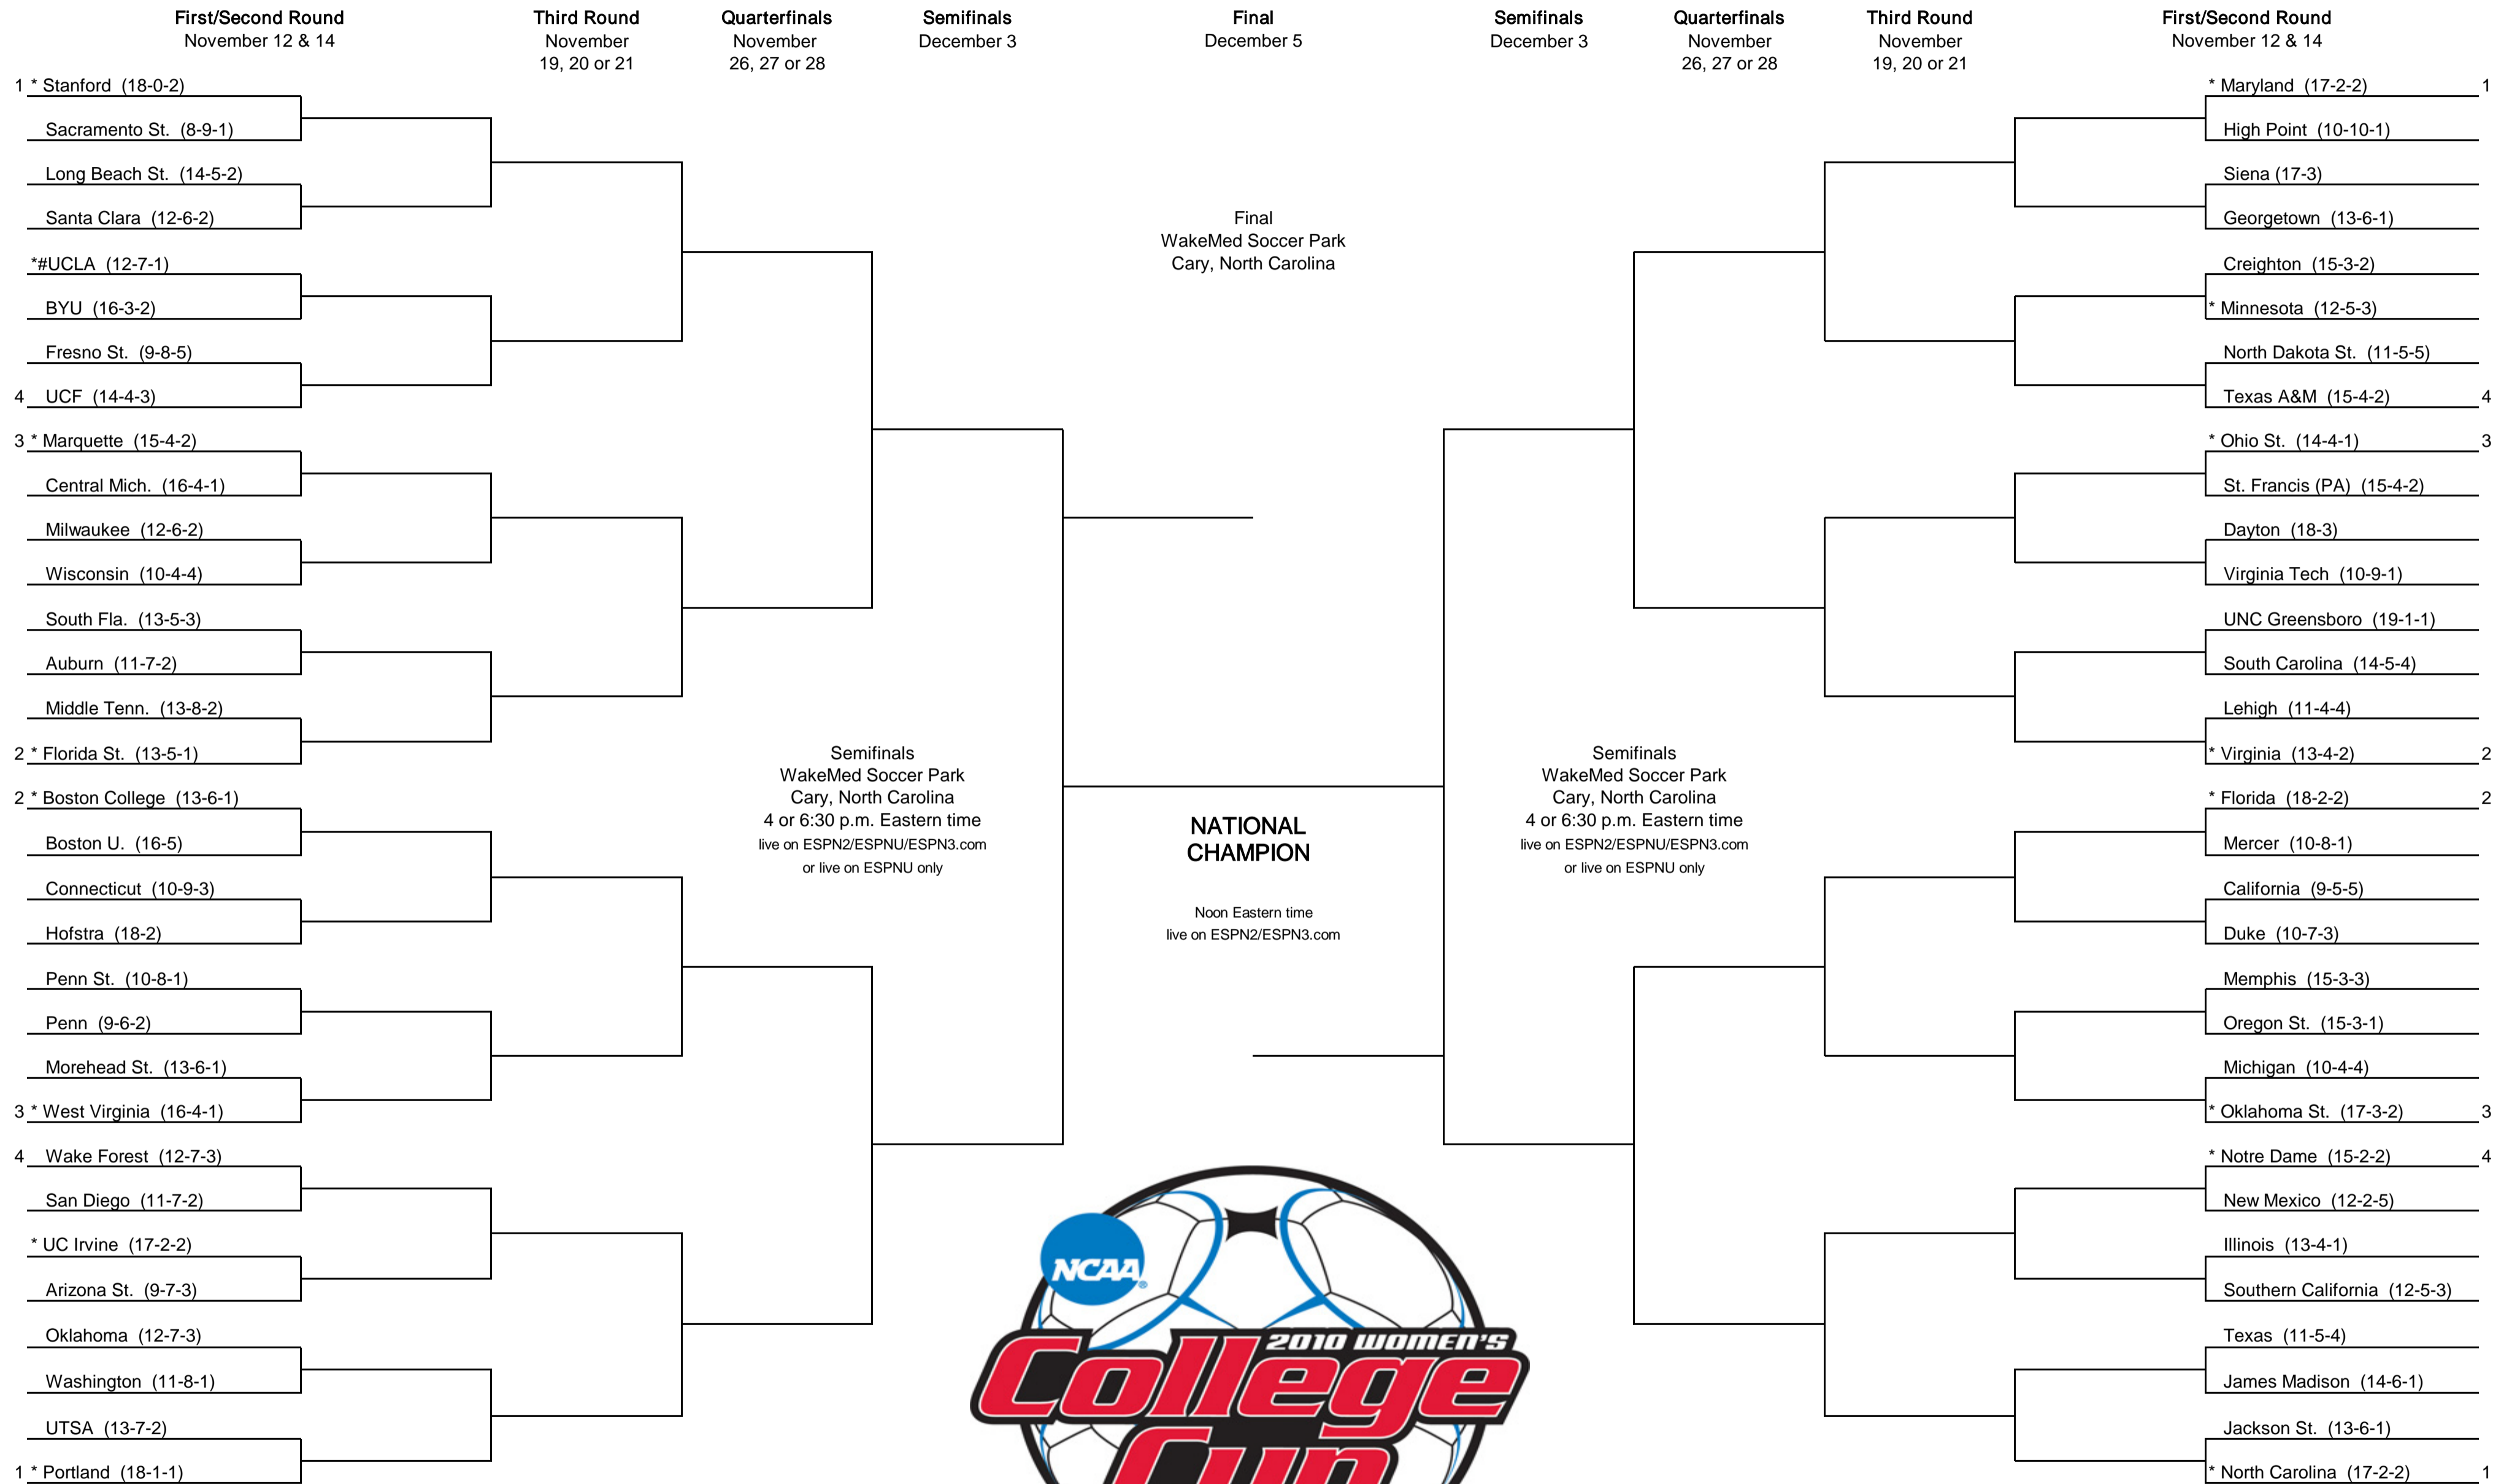 First/Second Round
November 12 & 14
Third Round
November
19, 20 or 21
Quarterfinals
November
26, 27 or 28
Semifinals
December 3
Final
December 5
Semifinals
December 3
Quarterfinals
November
26, 27 or 28
Third Round
November
19, 20 or 21
First/Second Round
November 12 & 14
1 * Stanford (18-0-2)
Sacramento St. (8-9-1)
Long Beach St. (14-5-2)
Santa Clara (12-6-2)
*#UCLA (12-7-1)
BYU (16-3-2)
Fresno St. (9-8-5)
4 UCF (14-4-3)
3 * Marquette (15-4-2)
Central Mich. (16-4-1)
Milwaukee (12-6-2)
Wisconsin (10-4-4)
South Fla. (13-5-3)
Auburn (11-7-2)
Middle Tenn. (13-8-2)
2 * Florida St. (13-5-1)
2 * Boston College (13-6-1)
Boston U. (16-5)
Connecticut (10-9-3)
Hofstra (18-2)
Penn St. (10-8-1)
Penn (9-6-2)
Morehead St. (13-6-1)
3 * West Virginia (16-4-1)
4 Wake Forest (12-7-3)
San Diego (11-7-2)
* UC Irvine (17-2-2)
Arizona St. (9-7-3)
Oklahoma (12-7-3)
Washington (11-8-1)
UTSA (13-7-2)
1 * Portland (18-1-1)
Semifinals
WakeMed Soccer Park
Cary, North Carolina
4 or 6:30 p.m. Eastern time
live on ESPN2/ESPNU/ESPN3.com
or live on ESPNU only
Final
WakeMed Soccer Park
Cary, North Carolina
NATIONAL
CHAMPION
Noon Eastern time
live on ESPN2/ESPN3.com
NCAA®
2010 WOMEN'S
College
Cup
Semifinals
WakeMed Soccer Park
Cary, North Carolina
4 or 6:30 p.m. Eastern time
live on ESPN2/ESPNU/ESPN3.com
or live on ESPNU only
* Maryland (17-2-2) 1
High Point (10-10-1)
Siena (17-3)
Georgetown (13-6-1)
Creighton (15-3-2)
* Minnesota (12-5-3)
North Dakota St. (11-5-5)
Texas A&M (15-4-2) 4
* Ohio St. (14-4-1) 3
St. Francis (PA) (15-4-2)
Dayton (18-3)
Virginia Tech (10-9-1)
UNC Greensboro (19-1-1)
South Carolina (14-5-4)
Lehigh (11-4-4)
* Virginia (13-4-2) 2
* Florida (18-2-2) 2
Mercer (10-8-1)
California (9-5-5)
Duke (10-7-3)
Memphis (15-3-3)
Oregon St. (15-3-1)
Michigan (10-4-4)
* Oklahoma St. (17-3-2) 3
* Notre Dame (15-2-2) 4
New Mexico (12-2-5)
Illinois (13-4-1)
Southern California (12-5-3)
Texas (11-5-4)
James Madison (14-6-1)
Jackson St. (13-6-1)
* North Carolina (17-2-2) 1